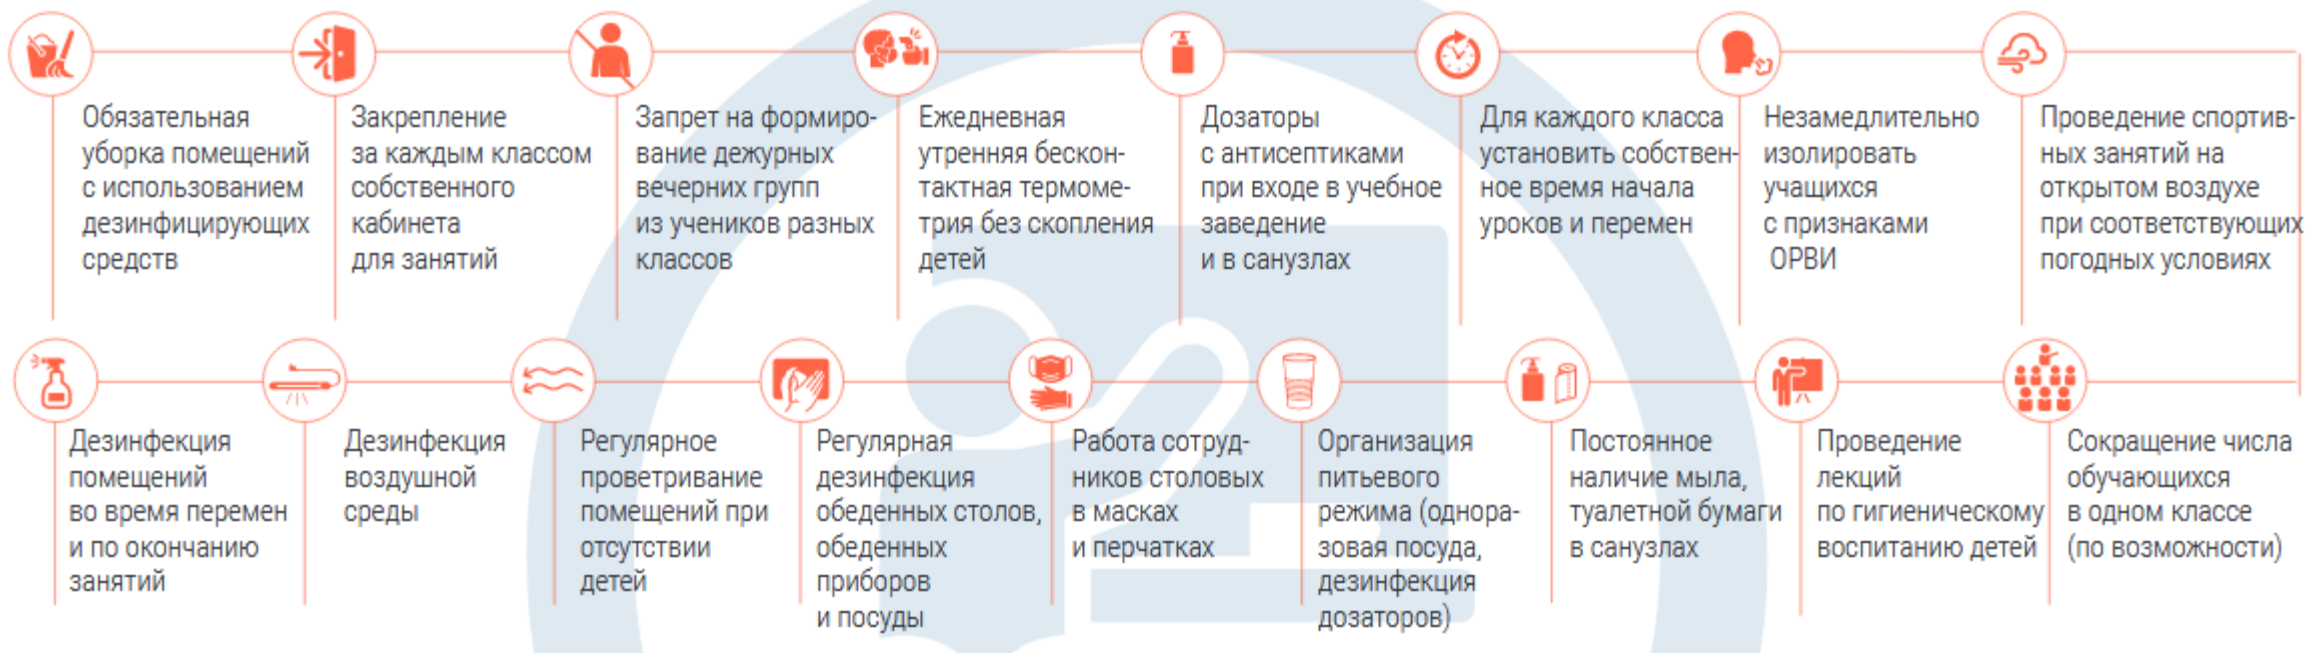 Обязательная
уборка помещений
с использованием
дезинфицирующих
средств
Закрепление
за каждым классом
собственного
кабинета
для занятий
Запрет на формиро-
вание дежурных
вечерних групп
из учеников разных
классов
Ежедневная
утренняя бескон-
тактная термоме-
трия без скопления
детей
Дозаторы
с антисептиками
при входе в учебное
заведение
и в санузлах
Для каждого класса
установить собствен-
ное время начала
уроков и перемен
Незамедлительно
изолировать
учащихся
с признаками
ОРВИ
Проведение спортив-
ных занятий на
открытом воздухе
при соответствующих
погодных условиях
Дезинфекция
помещений
во время перемен
и по окончанию
занятий
Дезинфекция
воздушной
среды
Регулярное
проветривание
помещений при
отсутствии
детей
Регулярная
дезинфекция
обеденных столов,
обеденных
приборов
и посуды
Работа сотруд-
ников столовых
в масках
и перчатках
Организация
питьевого
режима (однора-
зовая посуда,
дезинфекция
дозаторов)
Постоянное
наличие мыла,
туалетной бумаги
в санузлах
Проведение
лекций
по гигиеническому
воспитанию детей
Сокращение числа
обучающихся
в одном классе
(по возможности)